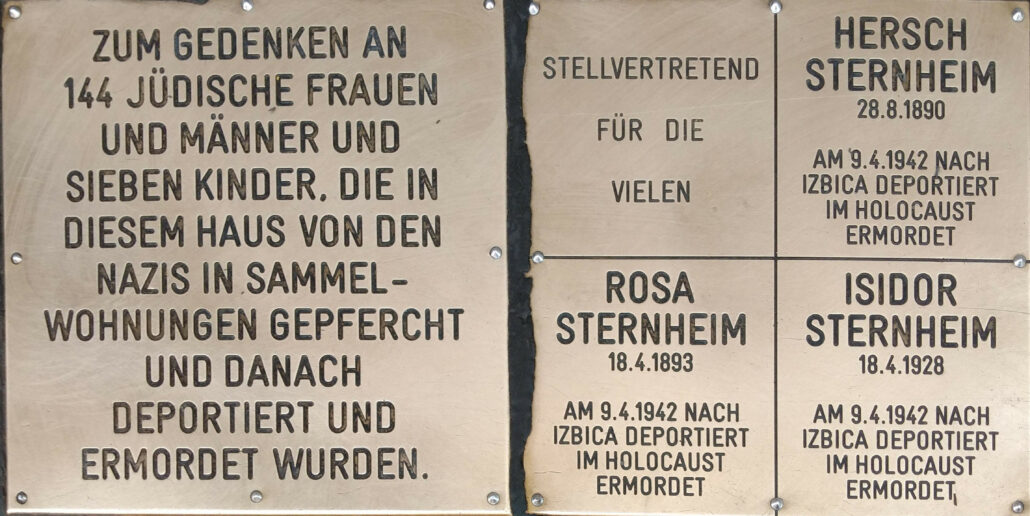 ZUM GEDENKEN AN
144 JÜDISCHE FRAUEN
UND MÄNNER UND
SIEBEN KINDER, DIE IN
DIESEM HAUS VON DEN
NAZIS IN SAMMEL-
WOHNUNGEN GEPFERCHT
UND DANACH
DEPORTIERT UND
ERMORDET WURDEN.
STELLVERTRETEND
FÜR DIE
VIELEN
HERSCH
STERNHEIM
28.8.1890
AM 9.4.1942 NACH
IZBICA DEPORTIERT
IM HOLOCAUST
ERMORDET
ROSA
STERNHEIM
18.4.1893
AM 9.4.1942 NACH
IZBICA DEPORTIERT
IM HOLOCAUST
ERMORDET
ISIDOR
STERNHEIM
18.4.1928
AM 9.4.1942 NACH
IZBICA DEPORTIERT
IM HOLOCAUST
ERMORDET